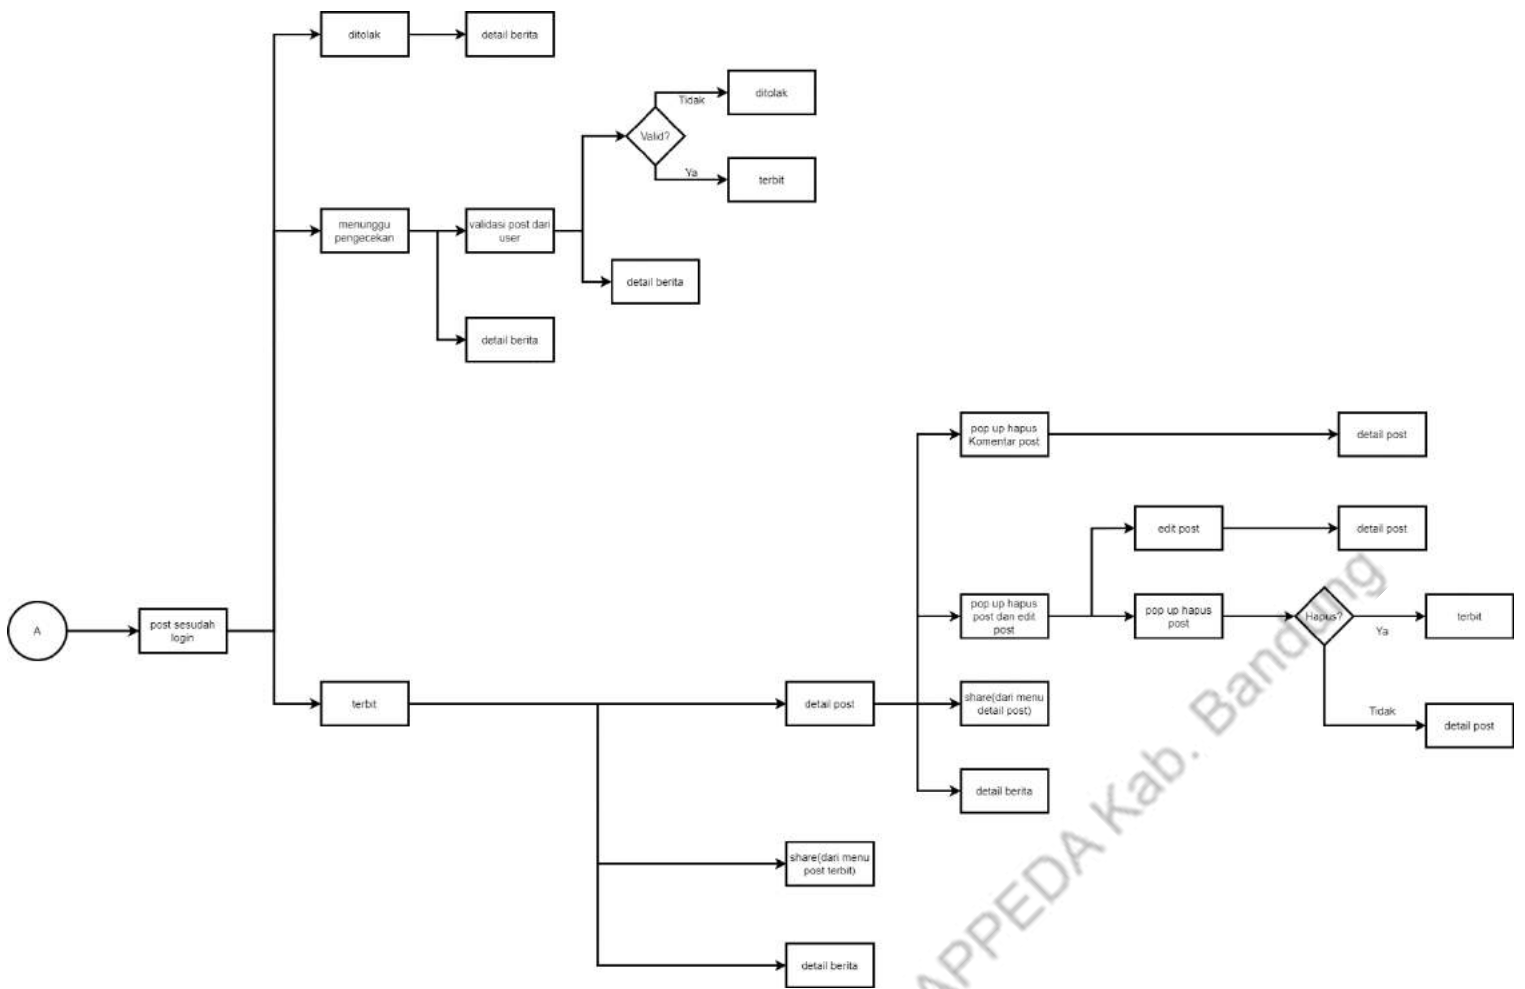 ditolak
detail berita
Tidak
ditolak
Valid?
Ya
terbit
menunggu
pengecekan
validasi post dari
user
detail berita
detail berita
pop up hapus
Komentar post
detail post
edit post
detail post
A
post sesudah
login
pop up hapus
post dan edit
post
pop up hapus
post
Hapus?
Ya
terbit
terbit
detail post
share(dari menu
detail post)
Tidak
detail post
detail berita
share(dari menu
post terbit)
detail berita
APPEDA Kab. Bandung